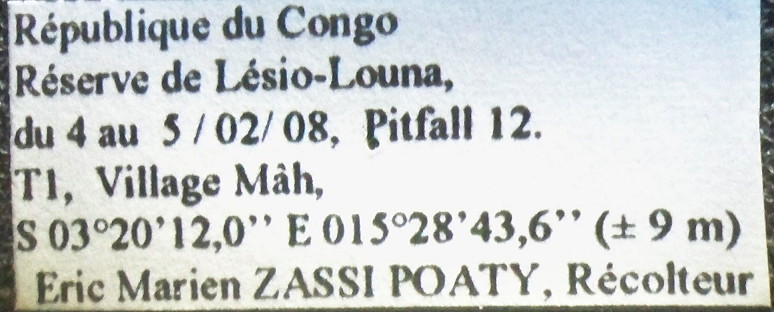 République du Congo
Réserve de Lésio-Louna,
du 4 au 5 / 02/ 08, Pitfall 12.
T1, Village Mâh,
S 03°20’12,0’’ E 015°28’43,6’’ (± 9 m)
Eric Marien ZASSI POATY, Récolteur